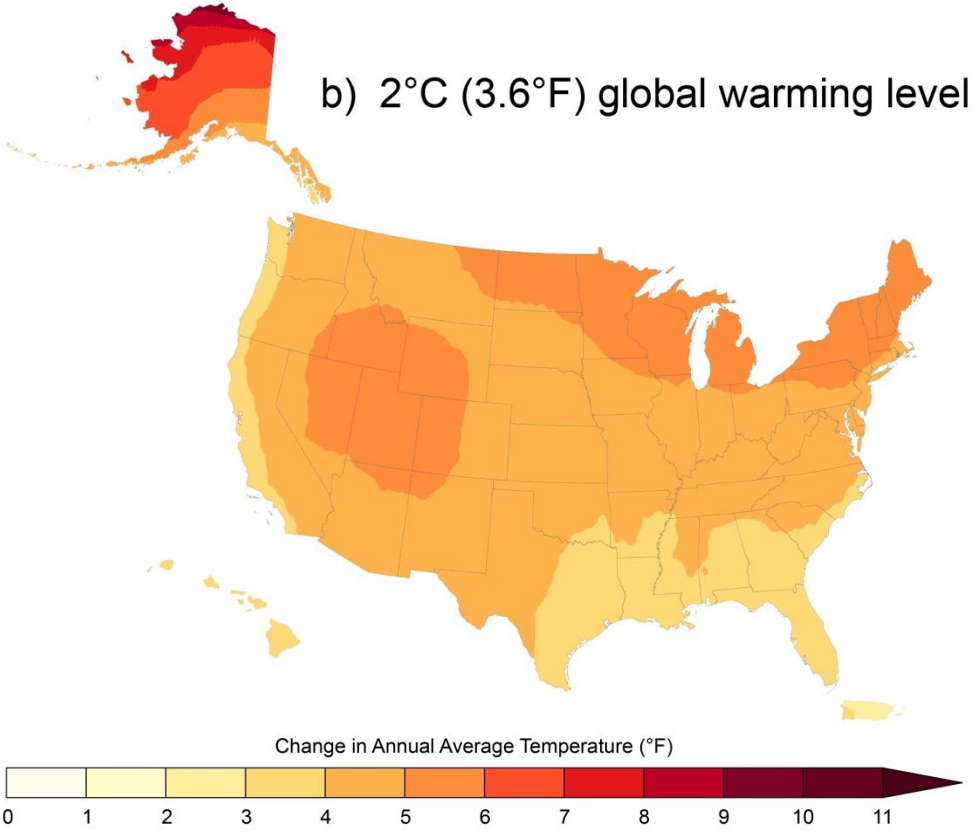 b) 2°C (3.6°F) global warming level
Change in Annual Average Temperature (°F)
0 1 2 3 4 5 6 7 8 9 10 11